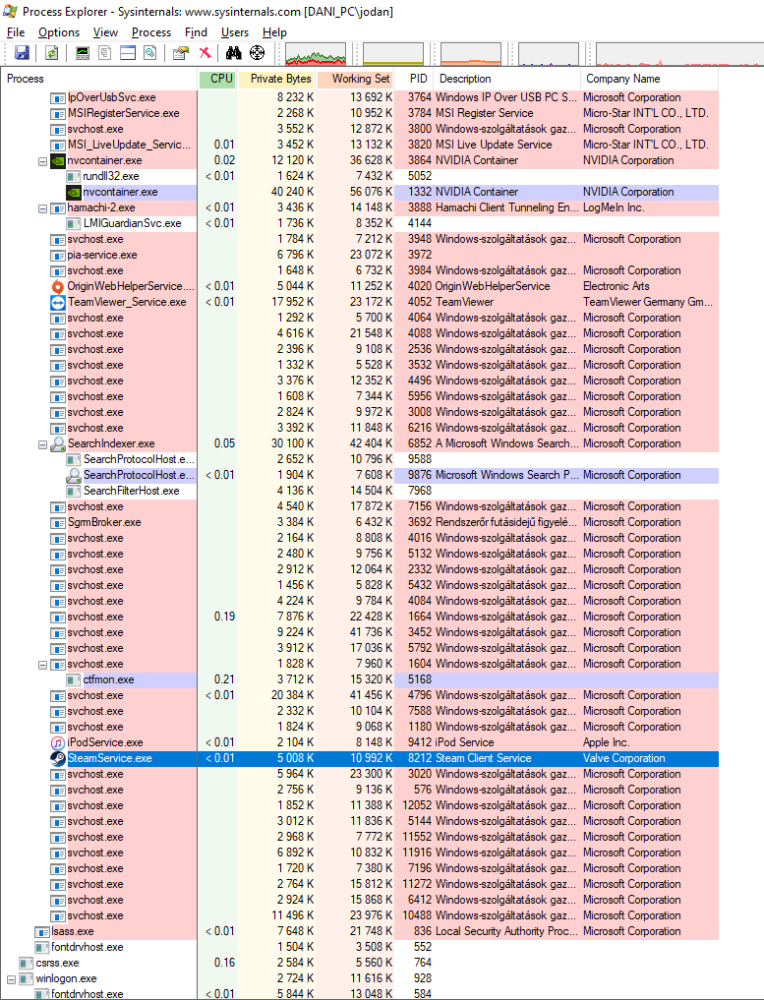 Process Explorer - Sysinternals: www.sysinternals.com [DANI_PC\jodan]
File Options View Process Find Users Help
Process CPU Private Bytes Working Set PID Description Company Name
IpOverUsbSvc.exe 8 232 K 13 692 K 3764 Windows IP Over USB PC S... Microsoft Corporation
MSIRegisterService.exe 2 268 K 10 952 K 3784 MSI Register Service Micro-Star INT'L CO., LTD.
svchost.exe 3 552 K 12 872 K 3800 Windows-szolgáltatások gaz... Microsoft Corporation
MSI_LiveUpdate_Servic... 0.01 3 452 K 13 132 K 3820 MSI Live Update Service Micro-Star INT'L CO., LTD.
nvcontainer.exe 0.02 12 120 K 36 628 K 3864 NVIDIA Container NVIDIA Corporation
rundll32.exe < 0.01 1 624 K 7 432 K 5052
nvcontainer.exe 40 240 K 56 076 K 1332 NVIDIA Container NVIDIA Corporation
hamachi-2.exe < 0.01 3 436 K 14 148 K 3888 Hamachi Client Tunneling En... LogMeIn Inc.
LMIGuardianSvc.exe < 0.01 1 736 K 8 352 K 4144
svchost.exe 1 784 K 7 212 K 3948 Windows-szolgáltatások gaz... Microsoft Corporation
pia-service.exe 6 796 K 23 072 K 3972
svchost.exe 1 648 K 6 732 K 3984 Windows-szolgáltatások gaz... Microsoft Corporation
OriginWebHelperService.... < 0.01 5 044 K 11 252 K 4020 OriginWebHelperService Electronic Arts
TeamViewer_Service.exe < 0.01 17 952 K 23 172 K 4052 TeamViewer TeamViewer Germany Gm...
svchost.exe 1 292 K 5 700 K 4064 Windows-szolgáltatások gaz... Microsoft Corporation
svchost.exe 4 616 K 21 548 K 4088 Windows-szolgáltatások gaz... Microsoft Corporation
svchost.exe 2 396 K 9 108 K 2536 Windows-szolgáltatások gaz... Microsoft Corporation
svchost.exe 1 332 K 5 528 K 3532 Windows-szolgáltatások gaz... Microsoft Corporation
svchost.exe 3 376 K 12 352 K 4496 Windows-szolgáltatások gaz... Microsoft Corporation
svchost.exe 1 608 K 7 344 K 5956 Windows-szolgáltatások gaz... Microsoft Corporation
svchost.exe 2 824 K 9 972 K 3008 Windows-szolgáltatások gaz... Microsoft Corporation
svchost.exe 3 392 K 11 848 K 6216 Windows-szolgáltatások gaz... Microsoft Corporation
SearchIndexer.exe 0.05 30 100 K 42 404 K 6852 A Microsoft Windows Search... Microsoft Corporation
SearchProtocolHost.e... 2 652 K 10 796 K 9588
SearchProtocolHost.e... < 0.01 1 904 K 7 608 K 9876 Microsoft Windows Search P... Microsoft Corporation
SearchFilterHost.exe 4 136 K 14 504 K 7968
svchost.exe 4 540 K 17 872 K 7156 Windows-szolgáltatások gaz... Microsoft Corporation
SgrmBroker.exe 3 384 K 6 432 K 3692 Rendszerőr futásidejű figyelé... Microsoft Corporation
svchost.exe 2 164 K 8 808 K 4016 Windows-szolgáltatások gaz... Microsoft Corporation
svchost.exe 2 480 K 9 756 K 5132 Windows-szolgáltatások gaz... Microsoft Corporation
svchost.exe 2 912 K 12 064 K 2332 Windows-szolgáltatások gaz... Microsoft Corporation
svchost.exe 1 456 K 5 828 K 5432 Windows-szolgáltatások gaz... Microsoft Corporation
svchost.exe 4 224 K 9 784 K 4084 Windows-szolgáltatások gaz... Microsoft Corporation
svchost.exe 0.19 7 876 K 22 428 K 1664 Windows-szolgáltatások gaz... Microsoft Corporation
svchost.exe 9 224 K 41 736 K 3452 Windows-szolgáltatások gaz... Microsoft Corporation
svchost.exe 3 912 K 17 036 K 5792 Windows-szolgáltatások gaz... Microsoft Corporation
svchost.exe 1 828 K 7 960 K 1604 Windows-szolgáltatások gaz... Microsoft Corporation
ctfmon.exe 0.21 3 712 K 15 320 K 5168
svchost.exe < 0.01 20 384 K 41 456 K 4796 Windows-szolgáltatások gaz... Microsoft Corporation
svchost.exe 2 332 K 10 104 K 7588 Windows-szolgáltatások gaz... Microsoft Corporation
svchost.exe 1 824 K 9 068 K 1180 Windows-szolgáltatások gaz... Microsoft Corporation
iPodService.exe < 0.01 2 104 K 8 148 K 9412 iPod Service Apple Inc.
SteamService.exe < 0.01 5 008 K 10 992 K 8212 Steam Client Service Valve Corporation
svchost.exe 5 964 K 23 300 K 3020 Windows-szolgáltatások gaz... Microsoft Corporation
svchost.exe 2 756 K 9 136 K 576 Windows-szolgáltatások gaz... Microsoft Corporation
svchost.exe 1 852 K 11 388 K 12052 Windows-szolgáltatások gaz... Microsoft Corporation
svchost.exe 3 012 K 11 836 K 5144 Windows-szolgáltatások gaz... Microsoft Corporation
svchost.exe 2 968 K 7 772 K 11552 Windows-szolgáltatások gaz... Microsoft Corporation
svchost.exe 6 892 K 10 832 K 11916 Windows-szolgáltatások gaz... Microsoft Corporation
svchost.exe 1 720 K 7 380 K 7196 Windows-szolgáltatások gaz... Microsoft Corporation
svchost.exe 2 764 K 15 812 K 11272 Windows-szolgáltatások gaz... Microsoft Corporation
svchost.exe 2 924 K 15 868 K 6412 Windows-szolgáltatások gaz... Microsoft Corporation
svchost.exe 11 496 K 23 976 K 10488 Windows-szolgáltatások gaz... Microsoft Corporation
lsass.exe < 0.01 7 648 K 21 748 K 836 Local Security Authority Proc... Microsoft Corporation
fontdrvhost.exe 1 504 K 3 508 K 552
csrss.exe 0.16 2 584 K 5 560 K 764
winlogon.exe 2 724 K 11 616 K 928
fontdrvhost.exe < 0.01 5 844 K 13 048 K 584